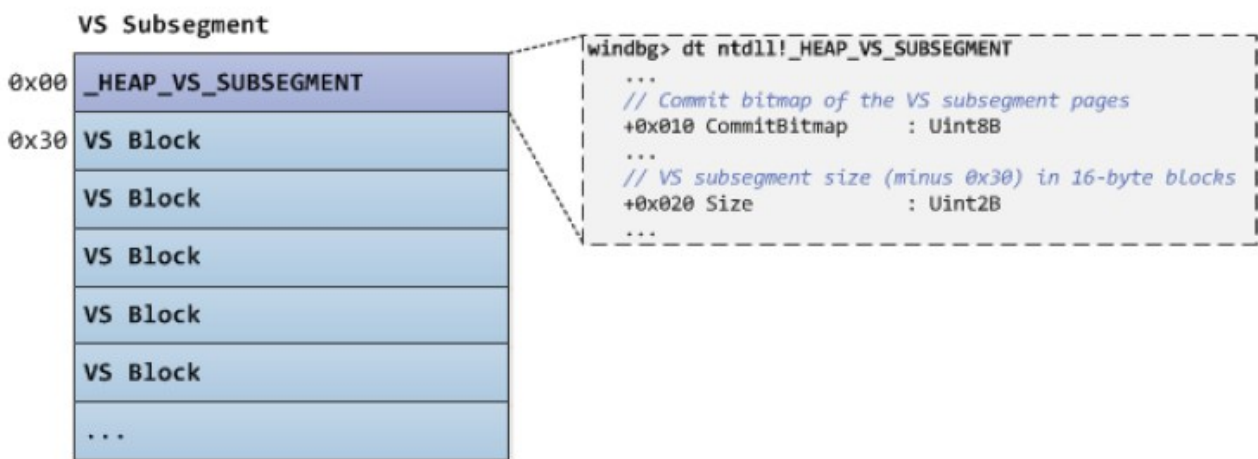 VS Subsegment
0x00 _HEAP_VS_SUBSEGMENT
0x30 VS Block
VS Block
VS Block
VS Block
VS Block
...
windbg> dt ntdll!_HEAP_VS_SUBSEGMENT
...
// Commit bitmap of the VS subsegment pages
+0x010 CommitBitmap : Uint8B
...
// VS subsegment size (minus 0x30) in 16-byte blocks
+0x020 Size : Uint2B
...